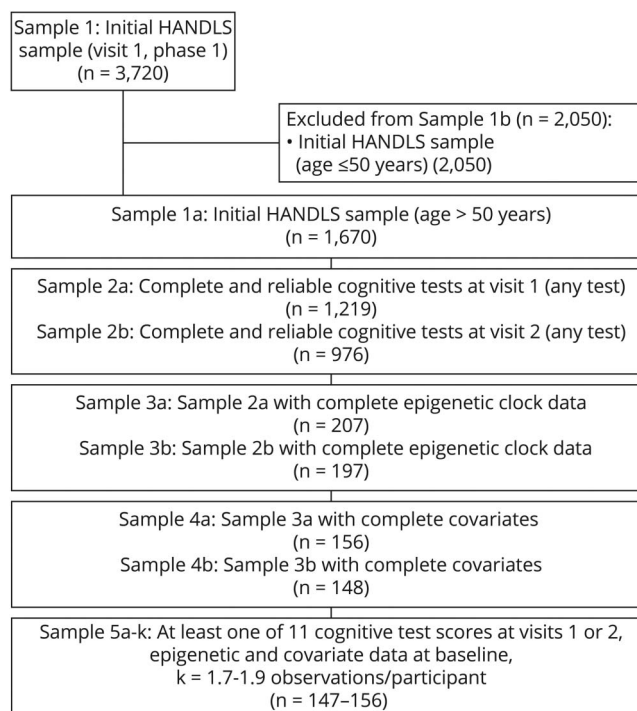 Sample 1: Initial HANDLS
sample (visit 1, phase 1)
(n = 3,720)
Excluded from Sample 1b (n = 2,050):
• Initial HANDLS sample
(age ≤50 years) (2,050)
Sample 1a: Initial HANDLS sample (age > 50 years)
(n = 1,670)
Sample 2a: Complete and reliable cognitive tests at visit 1 (any test)
n = 1,219)
Sample 2b: Complete and reliable cognitive tests at visit 2 (any test)
n = 976)
Sample 3a: Sample 2a with complete epigenetic clock data
(n = 207)
Sample 3b: Sample 2b with complete epigenetic clock data
(n = 197)
Sample 4a: Sample 3a with complete covariates
(n = 156)
Sample 4b: Sample 3b with complete covariates
(n = 148)
Sample 5a-k: At least one of 11 cognitive test scores at visits 1 or 2,
epigenetic and covariate data at baseline,
k = 1.7-1.9 observations/participant
(n = 147–156)